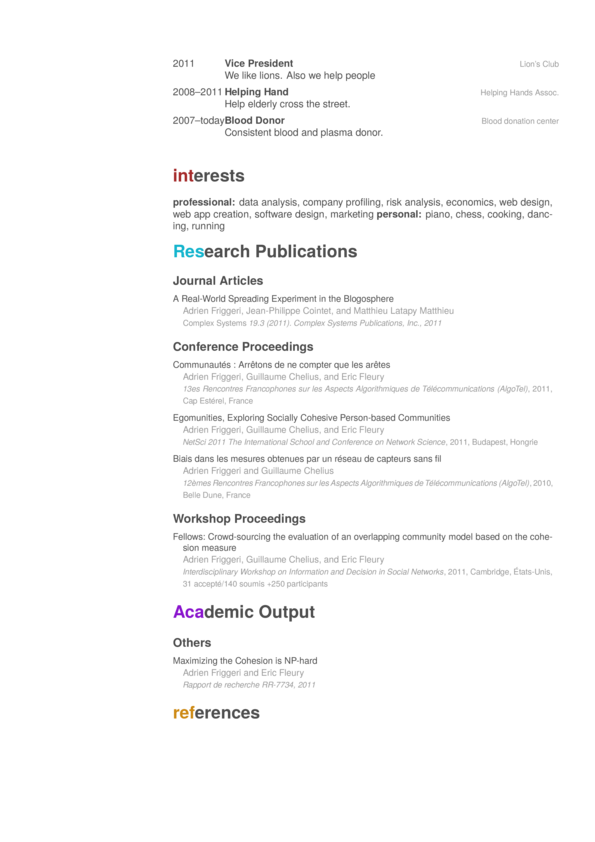 2011 Vice President Lion's Club
We like lions. Also we help people
2008–2011 Helping Hand Helping Hands Assoc.
Help elderly cross the street.
2007–todayBlood Donor Blood donation center
Consistent blood and plasma donor.
interests
professional: data analysis, company profiling, risk analysis, economics, web design,
web app creation, software design, marketing personal: piano, chess, cooking, danc-
ing, running
Research Publications
Journal Articles
A Real-World Spreading Experiment in the Blogosphere
Adrien Friggeri, Jean-Philippe Cointet, and Matthieu Latapy Matthieu
Complex Systems 19.3 (2011). Complex Systems Publications, Inc., 2011
Conference Proceedings
Communautés : Arrêtons de ne compter que les arêtes
Adrien Friggeri, Guillaume Chelius, and Eric Fleury
13es Rencontres Francophones sur les Aspects Algorithmiques de Télécommunications (AlgoTel), 2011,
Cap Estérel, France
Egomunities, Exploring Socially Cohesive Person-based Communities
Adrien Friggeri, Guillaume Chelius, and Eric Fleury
NetSci 2011 The International School and Conference on Network Science, 2011, Budapest, Hongrie
Biais dans les mesures obtenues par un réseau de capteurs sans fil
Adrien Friggeri and Guillaume Chelius
12èmes Rencontres Francophones sur les Aspects Algorithmiques de Télécommunications (AlgoTel), 2010,
Belle Dune, France
Workshop Proceedings
Fellows: Crowd-sourcing the evaluation of an overlapping community model based on the cohe-
sion measure
Adrien Friggeri, Guillaume Chelius, and Eric Fleury
Interdisciplinary Workshop on Information and Decision in Social Networks, 2011, Cambridge, États-Unis,
31 accepté/140 soumis +250 participants
Academic Output
Others
Maximizing the Cohesion is NP-hard
Adrien Friggeri and Eric Fleury
Rapport de recherche RR-7734, 2011
references